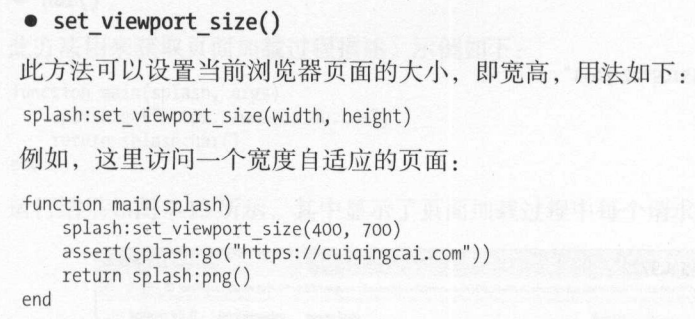 ● set_viewport_size()
此方法可以设置当前浏览器页面的大小，即宽高，用法如下：
splash:set_viewport_size(width, height)
例如，这里访问一个宽度自适应的页面：
function main(splash)
    splash:set_viewport_size(400, 700)
    assert(splash:go("https://cuiqingcai.com"))
    return splash:png()
end